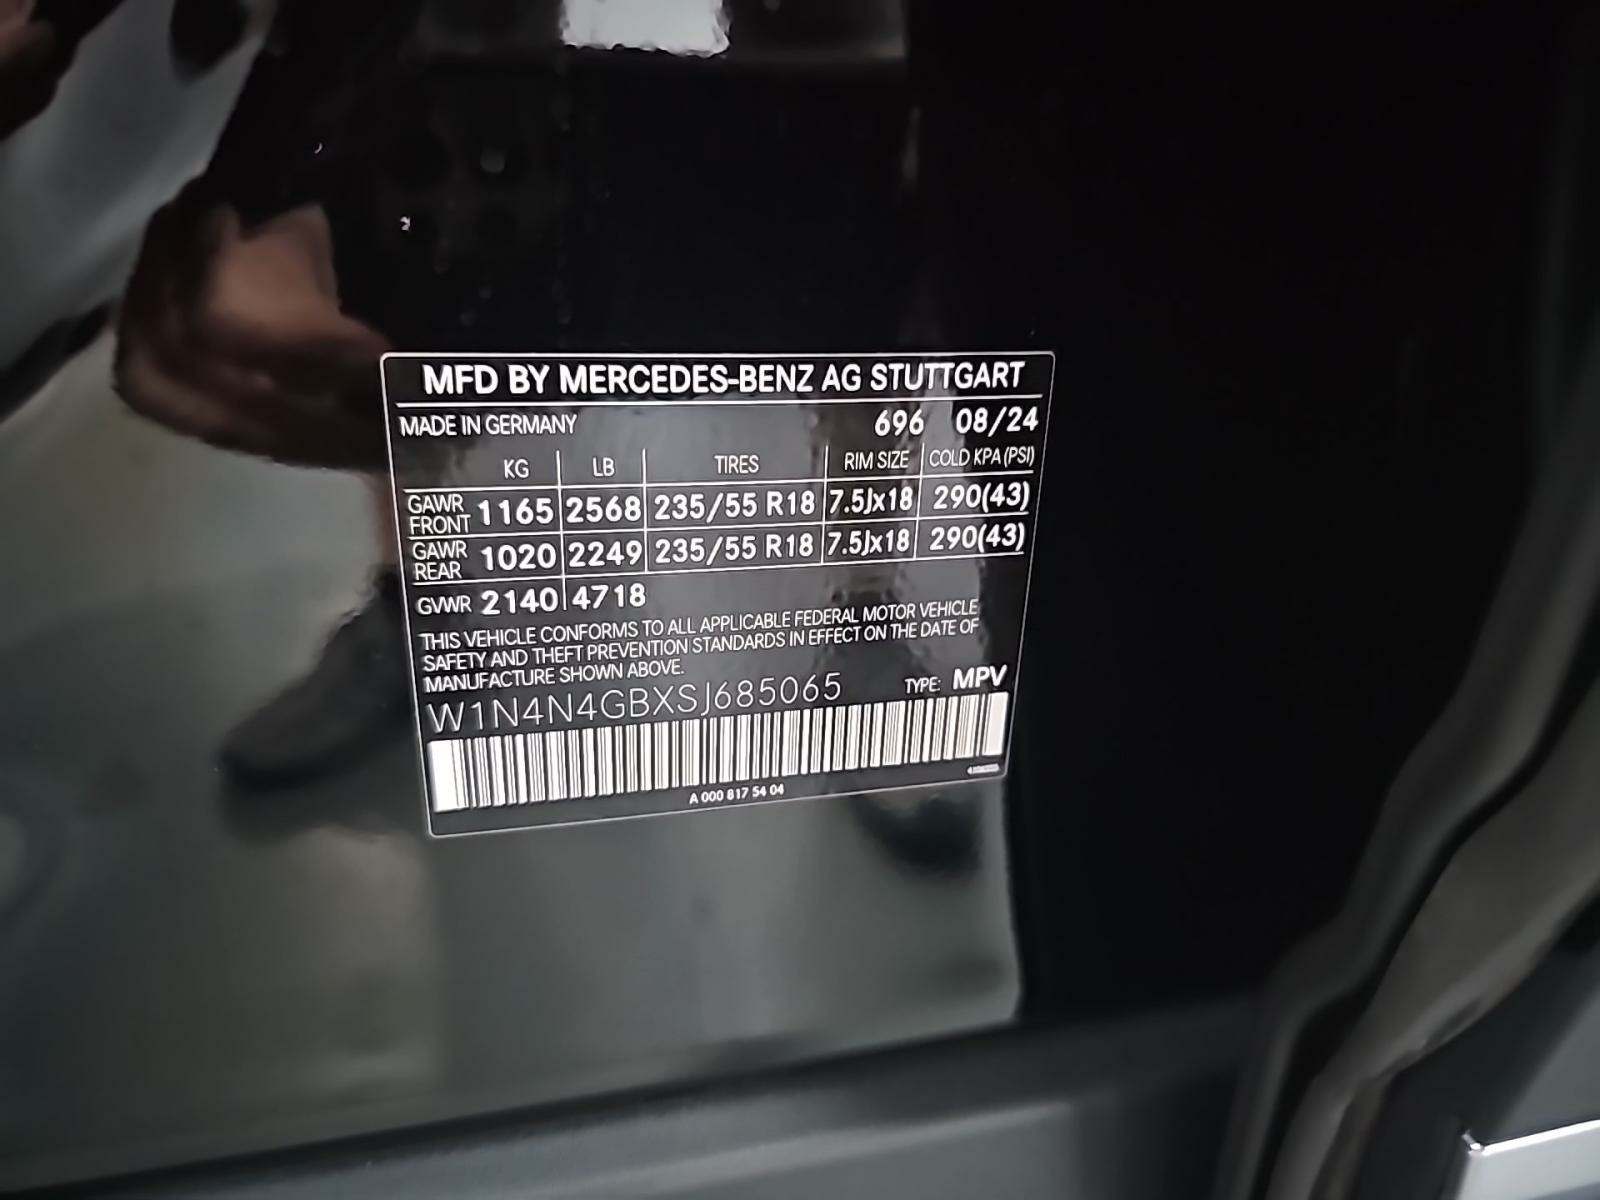 MFD BY MERCEDES-BENZ AG STUTTGART
MADE IN GERMANY 696 08/24
KG LB TIRES RIM SIZE COLD KPA (PSI)
GAWR FRONT 1165 2568 235/55 R18 7.5Jx18 290(43)
GAWR REAR 1020 2249 235/55 R18 7.5Jx18 290(43)
GVWR 2140 4718
THIS VEHICLE CONFORMS TO ALL APPLICABLE FEDERAL MOTOR VEHICLE
SAFETY AND THEFT PREVENTION STANDARDS IN EFFECT ON THE DATE OF
MANUFACTURE SHOWN ABOVE.
W1N4N4GBXSJ685065 TYPE: MPV
A 000 817 54 04